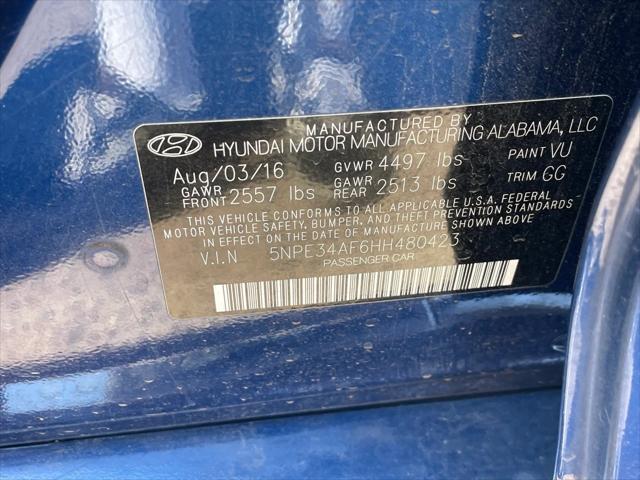 MANUFACTURED BY
HYUNDAI MOTOR MANUFACTURING ALABAMA, LLC
Aug/03/16 GVWR 4497 lbs PAINT VU
GAWR FRONT 2557 lbs GAWR REAR 2513 lbs TRIM GG
THIS VEHICLE CONFORMS TO ALL APPLICABLE U.S.A. FEDERAL
MOTOR VEHICLE SAFETY, BUMPER, AND THEFT PREVENTION STANDARDS
IN EFFECT ON THE DATE OF MANUFACTURE SHOWN ABOVE.
V.I.N 5NPE34AF6HH480423
PASSENGER CAR